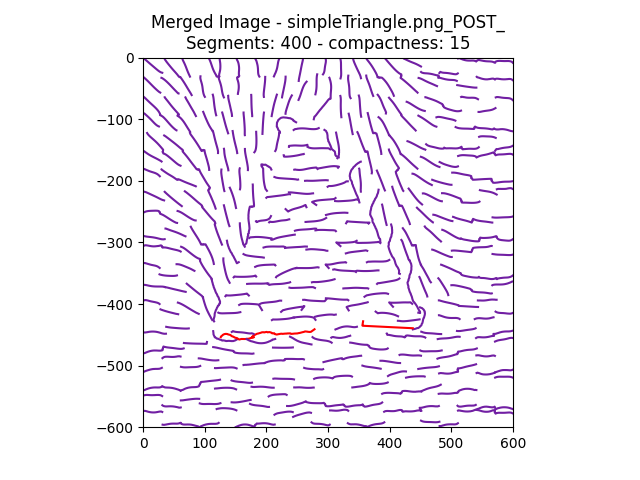 Merged Image - simpleTriangle.png_POST_
Segments: 400 - compactness: 15
0
−100
−200
−300
−400
−500
−600
0 100 200 300 400 500 600